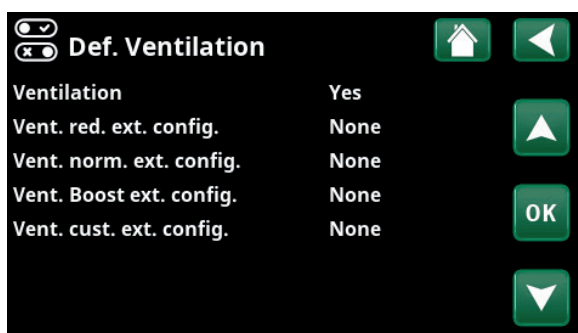 Def. Ventilation
Ventilation Yes
Vent. red. ext. config. None
Vent. norm. ext. config. None
Vent. Boost ext. config. None
Vent. cust. ext. config. None
OK